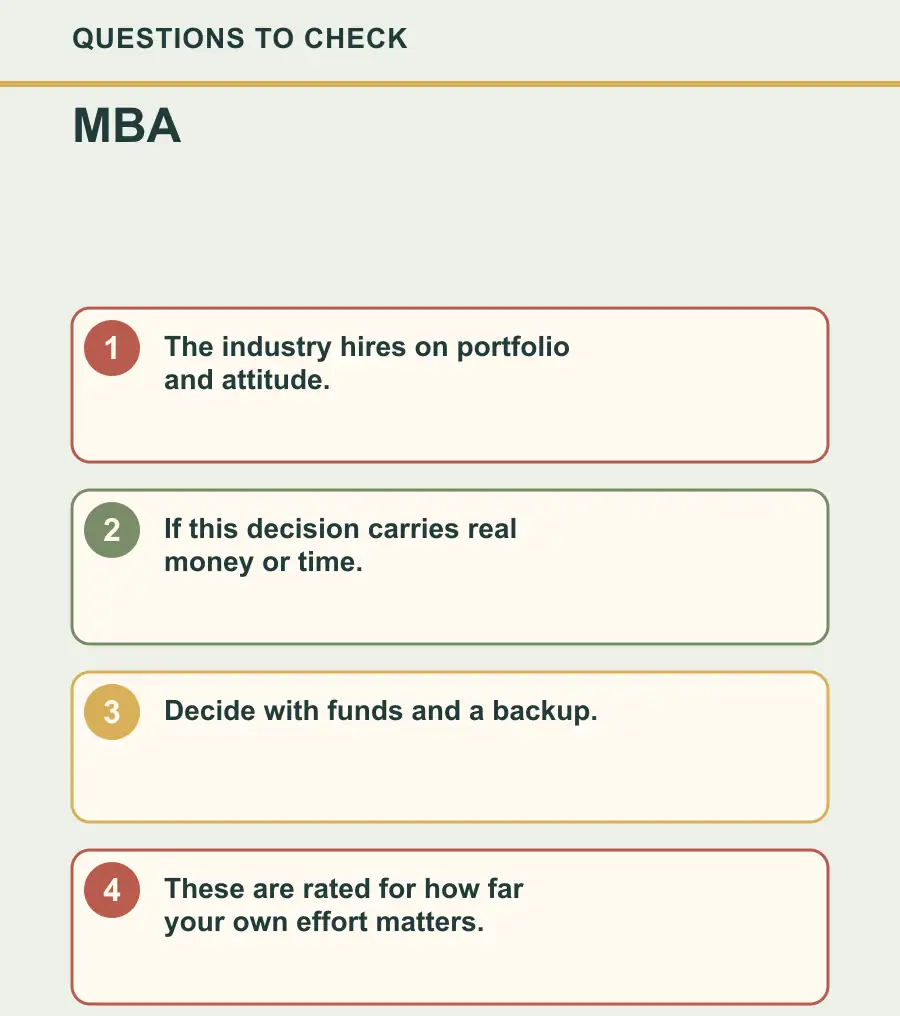 QUESTIONS TO CHECK
MBA
1
The industry hires on portfolio
and attitude.
2
If this decision carries real
money or time.
3
Decide with funds and a backup.
4
These are rated for how far
your own effort matters.